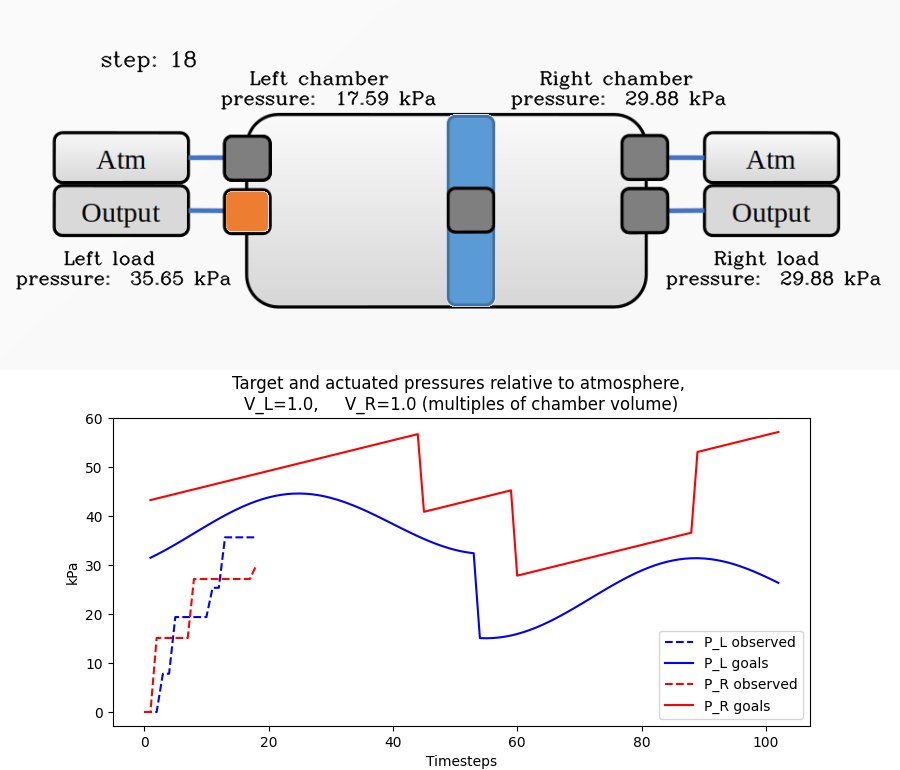 step: 18
Left chamber
pressure: 17.59 kPa
Right chamber
pressure: 29.88 kPa
Atm
Output
Left load
pressure: 35.65 kPa
Atm
Output
Right load
pressure: 29.88 kPa
Target and actuated pressures relative to atmosphere,
V_L=1.0, V_R=1.0 (multiples of chamber volume)
60
50
40
30
20
10
0
kPa
0 20 40 60 80 100
Timesteps
P_L observed
P_L goals
P_R observed
P_R goals